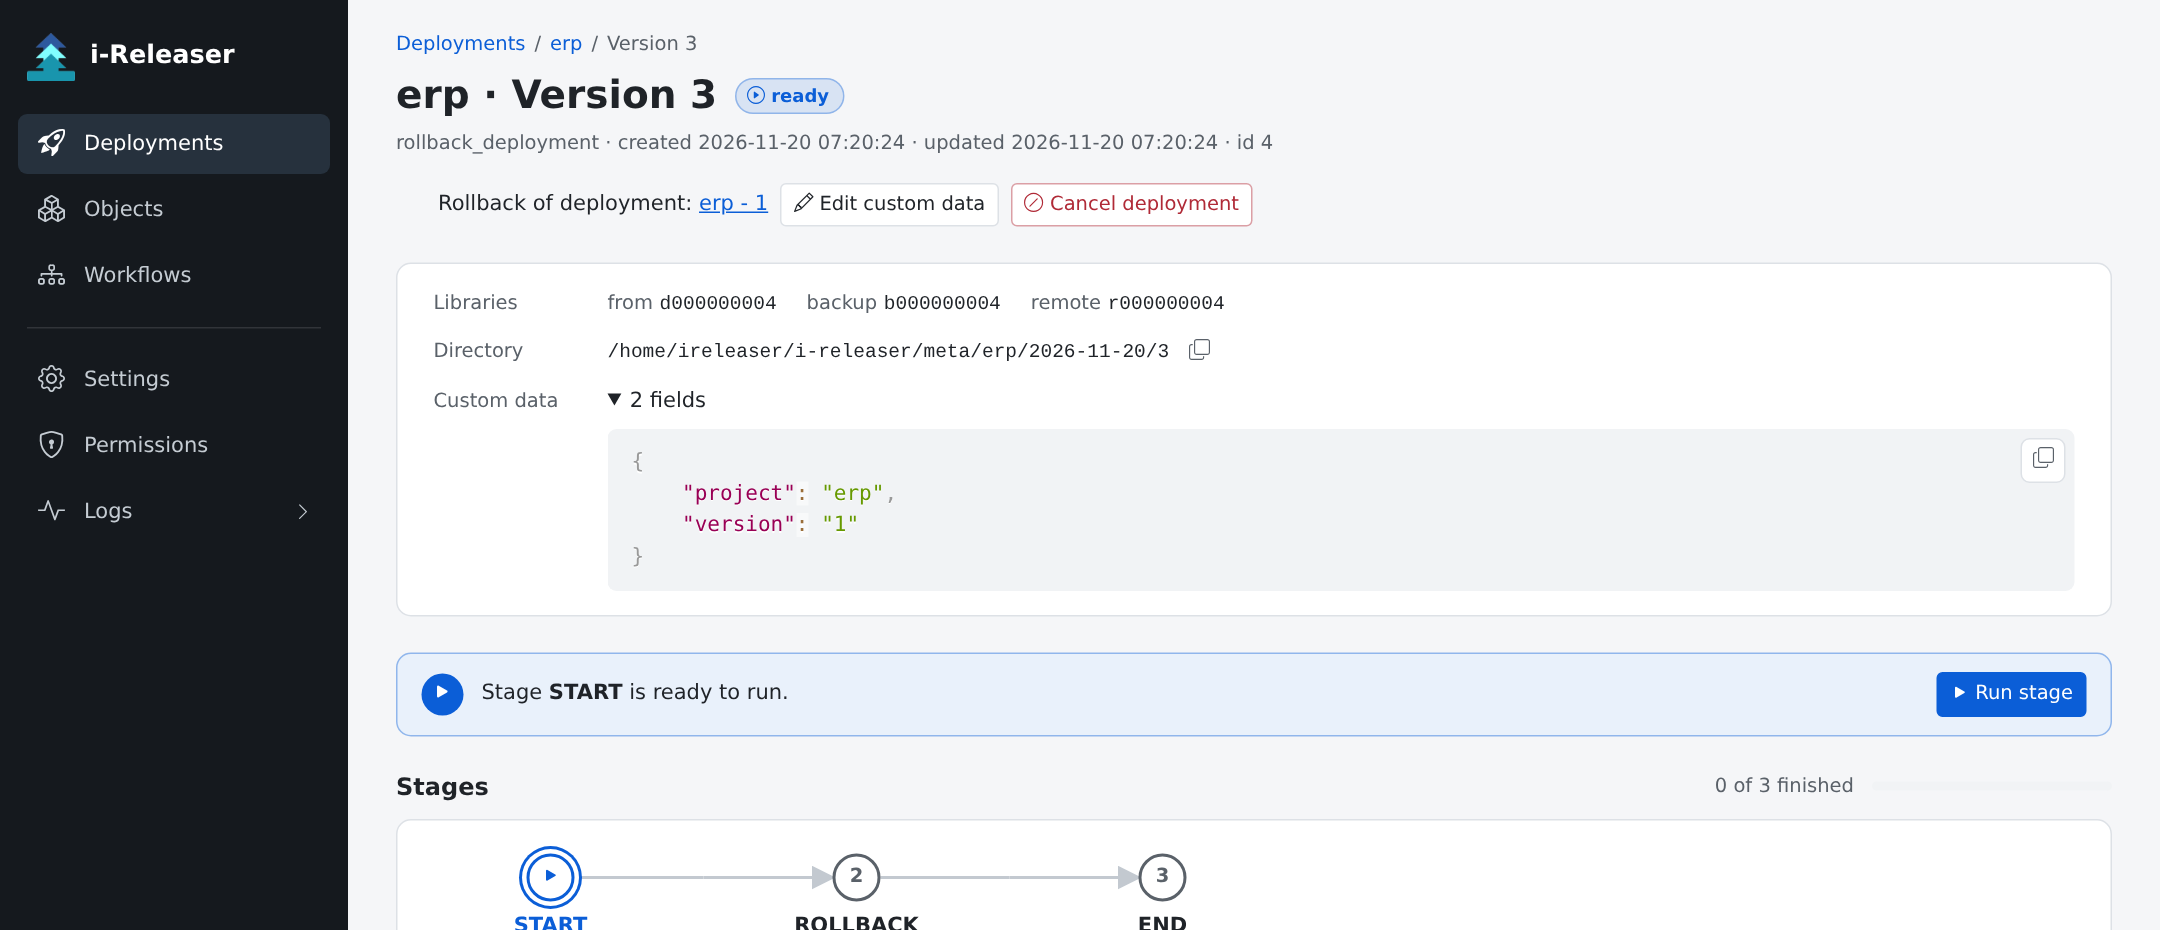 i-Releaser
Deployments
Objects
Workflows
Settings
Permissions
Logs
Deployments / erp / Version 3
erp · Version 3 ready
rollback_deployment · created 2026-11-20 07:20:24 · updated 2026-11-20 07:20:24 · id 4
Rollback of deployment: erp - 1 Edit custom data Cancel deployment
Libraries from d000000004 backup b000000004 remote r000000004
Directory /home/ireleaser/i-releaser/meta/erp/2026-11-20/3
Custom data ▼ 2 fields
{
"project": "erp",
"version": "1"
}
Stage START is ready to run. Run stage
Stages 0 of 3 finished
2 3
START ROLLBACK END